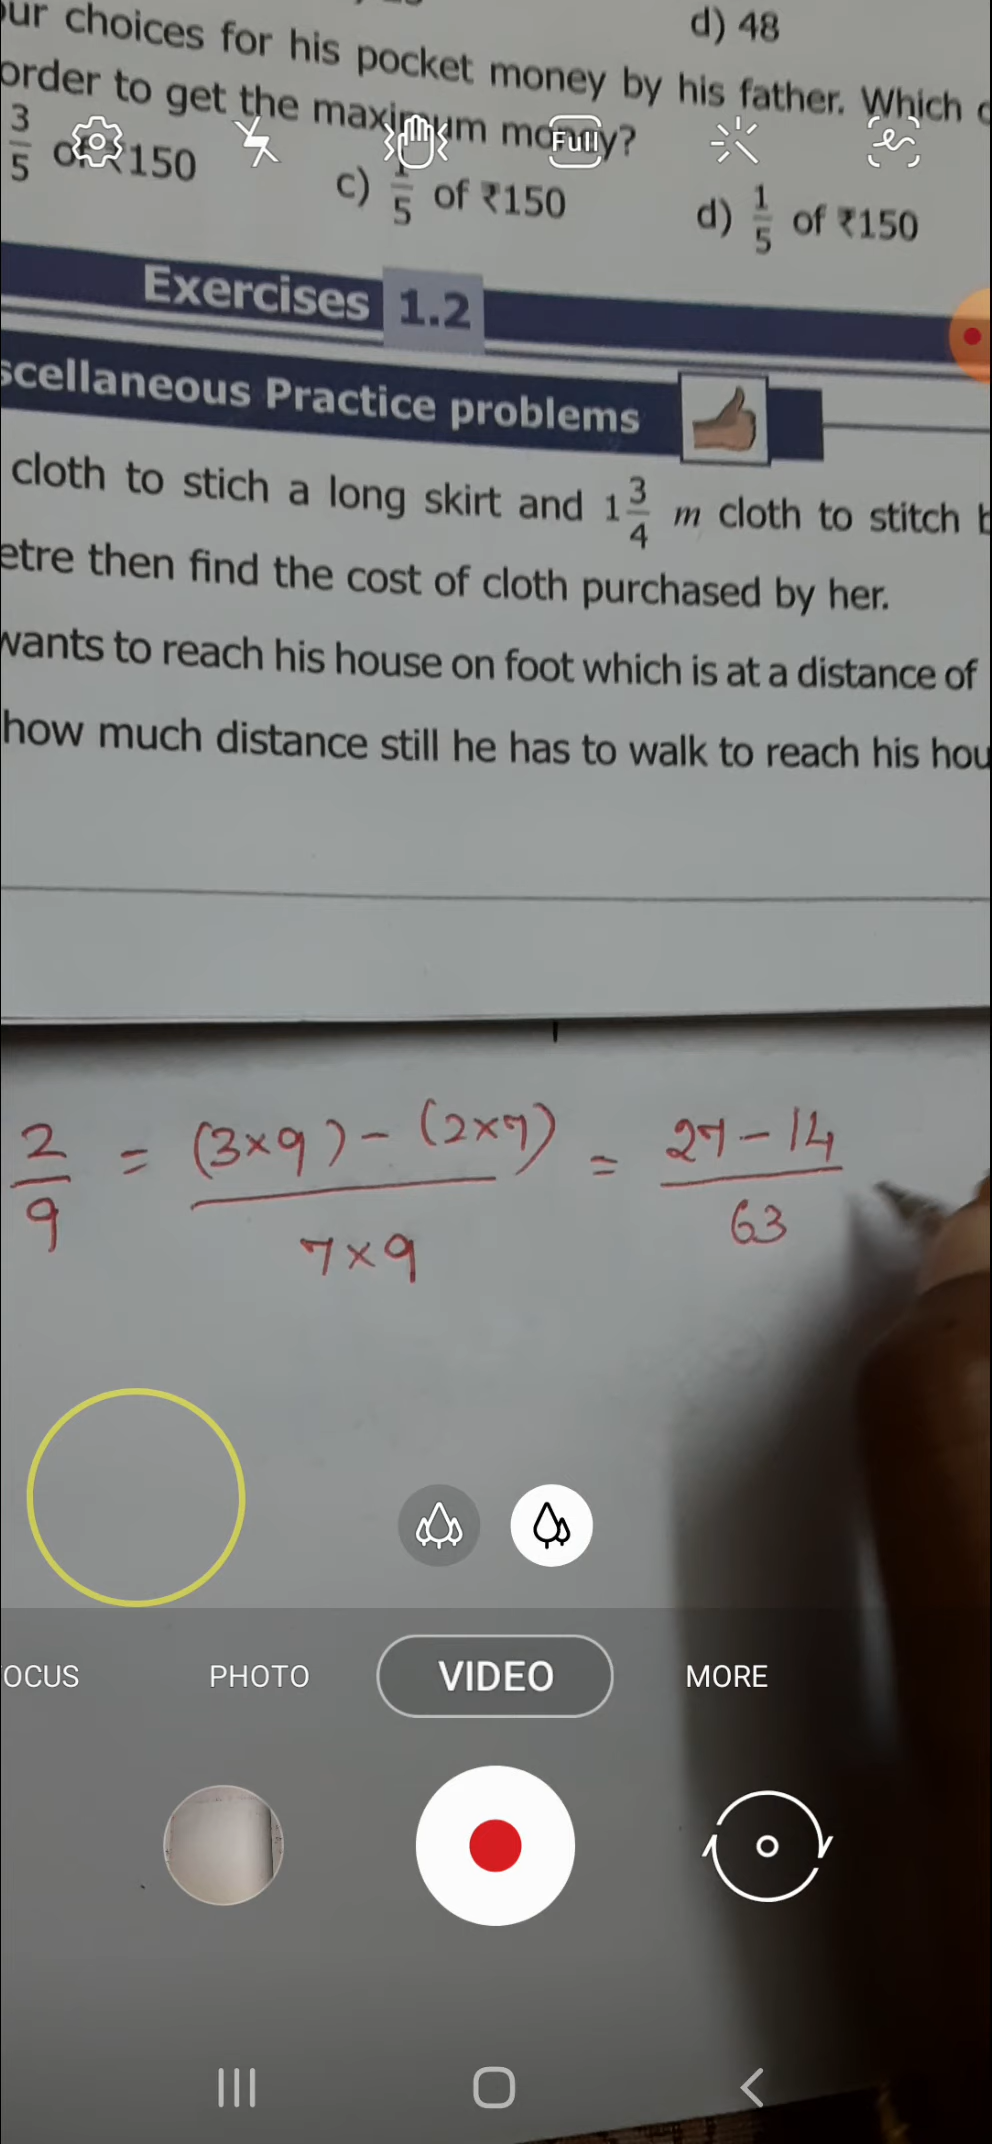 d) 48
ur choices for his pocket money by his father. Which
order to get the maximum money?
3/5 of ₹150 c) 1/5 of ₹150 d) 1/5 of ₹150
Full
Exercises 1.2
scellaneous Practice problems
cloth to stich a long skirt and 1 3/4 m cloth to stitch b
etre then find the cost of cloth purchased by her.
wants to reach his house on foot which is at a distance of
how much distance still he has to walk to reach his hou
2/9 = (3×9) - (2×7) / 7×9 = 27-14 / 63
OCUS PHOTO VIDEO MORE